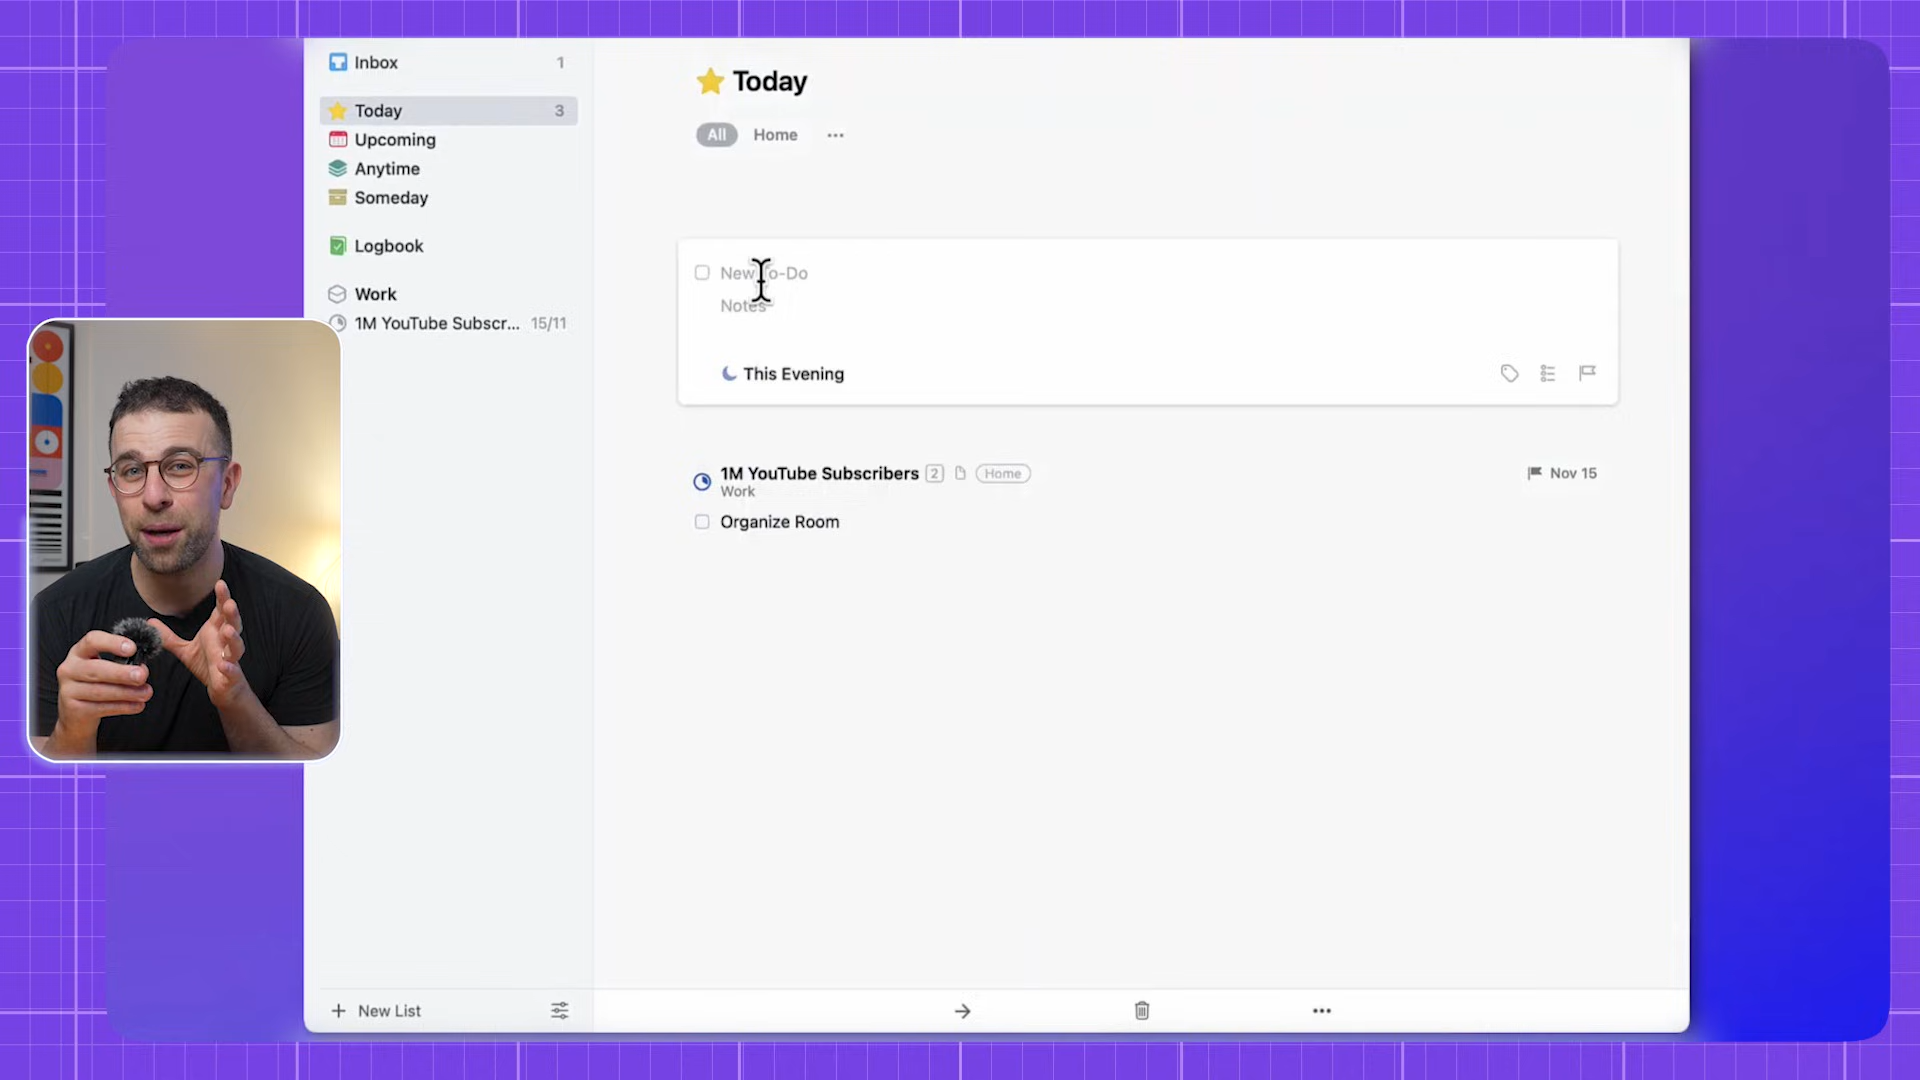 Inbox 1
Today 3
Upcoming
Anytime
Someday
Logbook
Work
1M YouTube Subscr... 15/11
New List
Today
All Home
New To-Do
Notes
This Evening
1M YouTube Subscribers 2 Home Nov 15
Work
Organize Room